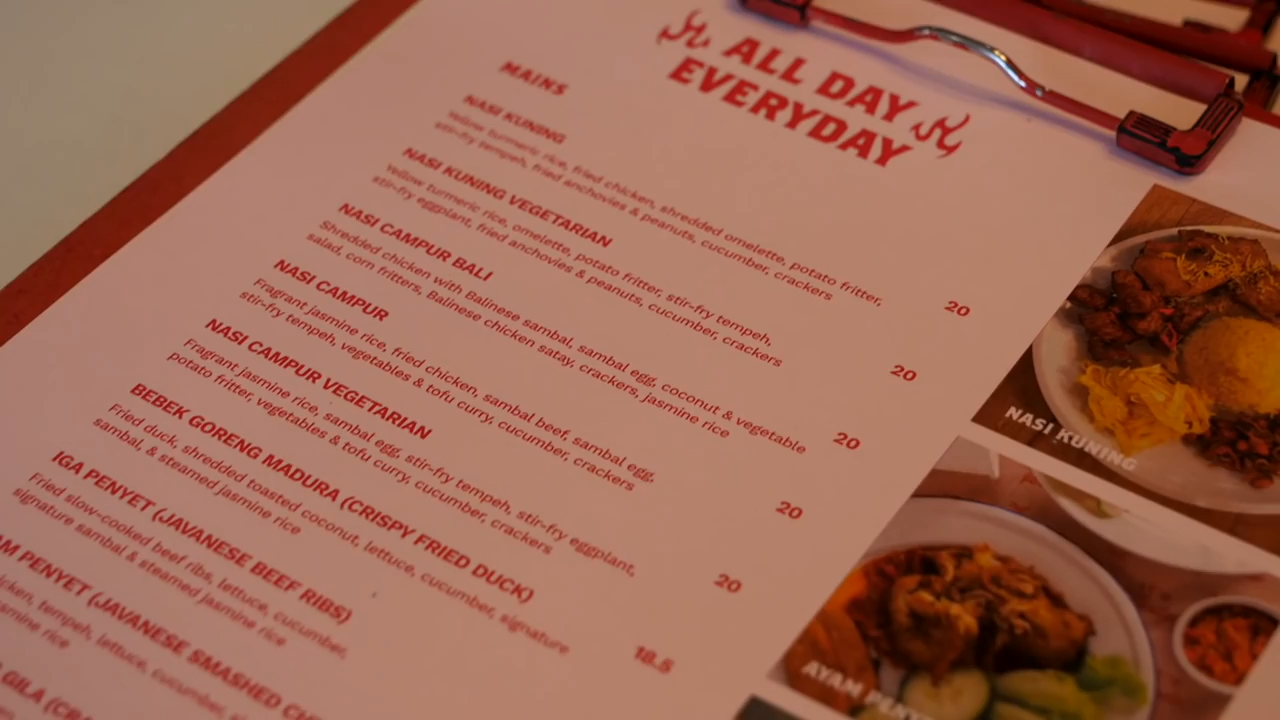 ALL DAY
EVERYDAY
MAINS
NASI KUNING
Yellow turmeric rice, fried chicken, shredded omelette, potato fritter,
stir-fry tempeh, fried anchovies & peanuts, cucumber, crackers
20
NASI KUNING VEGETARIAN
Yellow turmeric rice, omelette, potato fritter, stir-fry tempeh,
stir-fry eggplant, fried anchovies & peanuts, cucumber, crackers
20
NASI CAMPUR BALI
Shredded chicken with Balinese sambal, sambal egg, coconut & vegetable
salad, corn fritters, Balinese chicken satay, crackers, jasmine rice
20
NASI CAMPUR
Fragrant jasmine rice, fried chicken, sambal beef, sambal egg,
stir-fry tempeh, vegetables & tofu curry, cucumber, crackers
20
NASI CAMPUR VEGETARIAN
Fragrant jasmine rice, sambal egg, stir-fry tempeh, stir-fry eggplant,
potato fritter, vegetables & tofu curry, cucumber, crackers
20
BEBEK GORENG MADURA (CRISPY FRIED DUCK)
Fried duck, shredded toasted coconut, lettuce, cucumber, signature
sambal, & steamed jasmine rice
18.5
IGA PENYET (JAVANESE BEEF RIBS)
Fried slow-cooked beef ribs, lettuce, cucumber,
signature sambal & steamed jasmine rice
PENYET (JAVANESE SMASHED
tempeh, lettuce, cucumber,
rice
GILA
NASI KUNING
AYAM